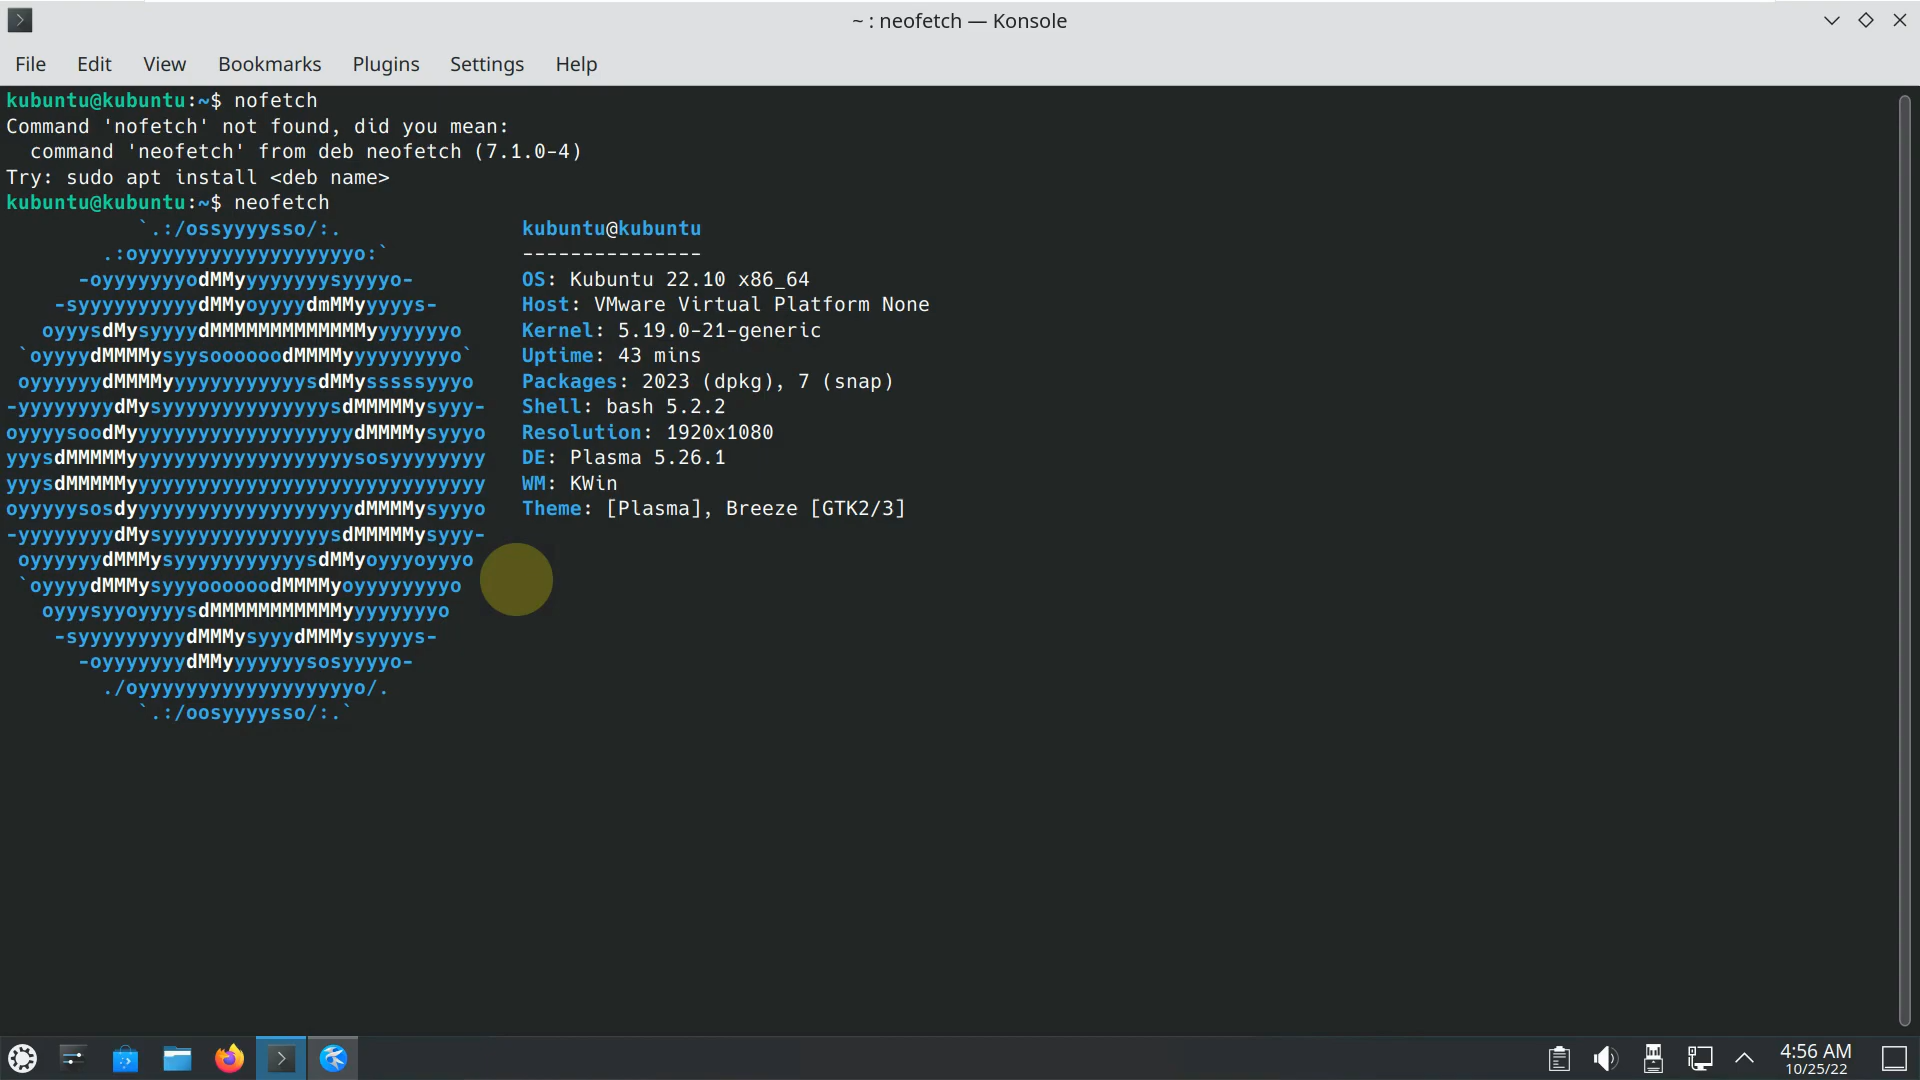 ~ : neofetch — Konsole
File Edit View Bookmarks Plugins Settings Help
kubuntu@kubuntu:~$ nofetch
Command 'nofetch' not found, did you mean:
  command 'neofetch' from deb neofetch (7.1.0-4)
Try: sudo apt install <deb name>
kubuntu@kubuntu:~$ neofetch
           `.:/ossyyyysso/:.               kubuntu@kubuntu
        .:oyyyyyyyyyyyyyyyyyyo:`           ---------------
      -oyyyyyyyodMMyyyyyyyysyyyyo-         OS: Kubuntu 22.10 x86_64
    -syyyyyyyyyydMMyoyyyydmMMyyyyys-       Host: VMware Virtual Platform None
   oyyysdMysyyyydMMMMMMMMMMMMMyyyyyyyo     Kernel: 5.19.0-21-generic
 `oyyyydMMMMysyysoooooodMMMMyyyyyyyyyo`    Uptime: 43 mins
 oyyyyyydMMMMyyyyyyyyyyyysdMMysssssyyyo    Packages: 2023 (dpkg), 7 (snap)
-yyyyyyyydMysyyyyyyyyyyyyyysdMMMMMysyyy-   Shell: bash 5.2.2
oyyyysoodMyyyyyyyyyyyyyyyyyyydMMMMysyyyo   Resolution: 1920x1080
yyysdMMMMMyyyyyyyyyyyyyyyyyyysosyyyyyyyy   DE: Plasma 5.26.1
yyysdMMMMMyyyyyyyyyyyyyyyyyyyyyyyyyyyyyy   WM: KWin
oyyyyysosdyyyyyyyyyyyyyyyyyyydMMMMysyyyo   Theme: [Plasma], Breeze [GTK2/3]
-yyyyyyyydMysyyyyyyyyyyyyyysdMMMMMysyyy-
 oyyyyyydMMMysyyyyyyyyyyysdMMyoyyyoyyyo
 `oyyyydMMMysyyyoooooodMMMMyoyyyyyyyyo
   oyyysyyoyyyysdMMMMMMMMMMMyyyyyyyyo
    -syyyyyyyyydMMMysyyydMMMysyyyys-
      -oyyyyyyydMMyyyyyyysosyyyyo-
        ./oyyyyyyyyyyyyyyyyyyo/.
           `.:/oosyyyysso/:.`
4:56 AM
10/25/22